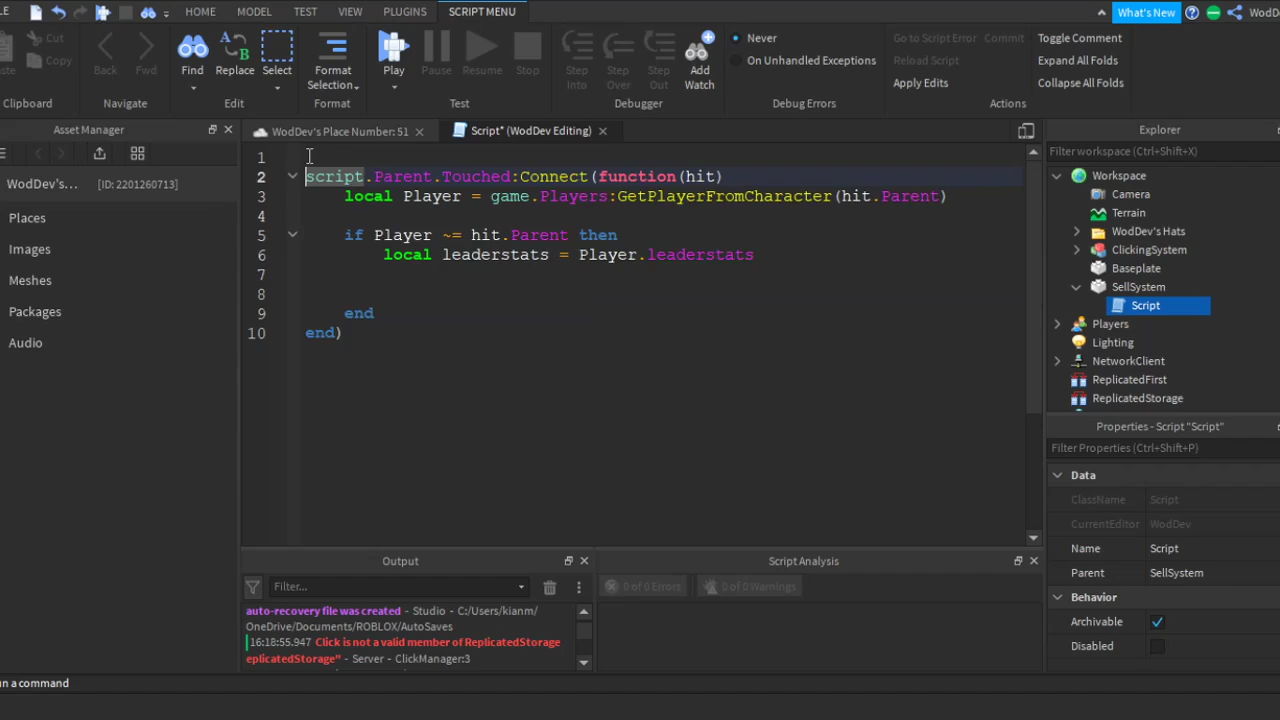 LE HOME MODEL TEST VIEW PLUGINS SCRIPT MENU What's New WodD
Cut
Copy
Back Fwd
Find Replace Select
Format
Selection
Play Pause Resume Stop
Step
Into
Step
Over
Step
Out
Add
Watch
Never
On Unhandled Exceptions
Go to Script Error Commit
Reload Script
Apply Edits
Toggle Comment
Expand All Folds
Collapse All Folds
Clipboard Navigate Edit Format Test Debugger Debug Errors Actions
Asset Manager
WodDev's... [ID: 2201260713]
Places
Images
Meshes
Packages
Audio
WodDev's Place Number: 51 Script* (WodDev Editing)
1
2 script.Parent.Touched:Connect(function(hit)
3 local Player = game.Players:GetPlayerFromCharacter(hit.Parent)
4
5 if Player ~= hit.Parent then
6 local leaderstats = Player.leaderstats
7
8
9 end
10 end)
Explorer
Filter workspace (Ctrl+Shift+X)
Workspace
Camera
Terrain
WodDev's Hats
ClickingSystem
Baseplate
SellSystem
Script
Players
Lighting
NetworkClient
ReplicatedFirst
ReplicatedStorage
Properties - Script "Script"
Filter Properties (Ctrl+Shift+P)
Data
ClassName Script
CurrentEditor WodDev
Name Script
Parent SellSystem
Behavior
Archivable
Disabled
Output
Filter...
auto-recovery file was created - Studio - C:/Users/kianm/
OneDrive/Documents/ROBLOX/AutoSaves
16:18:55.947 Click is not a valid member of ReplicatedStorage
eplicatedStorage" - Server - ClickManager:3
Script Analysis
0 of 0 Errors 0 of 0 Warnings
n a command